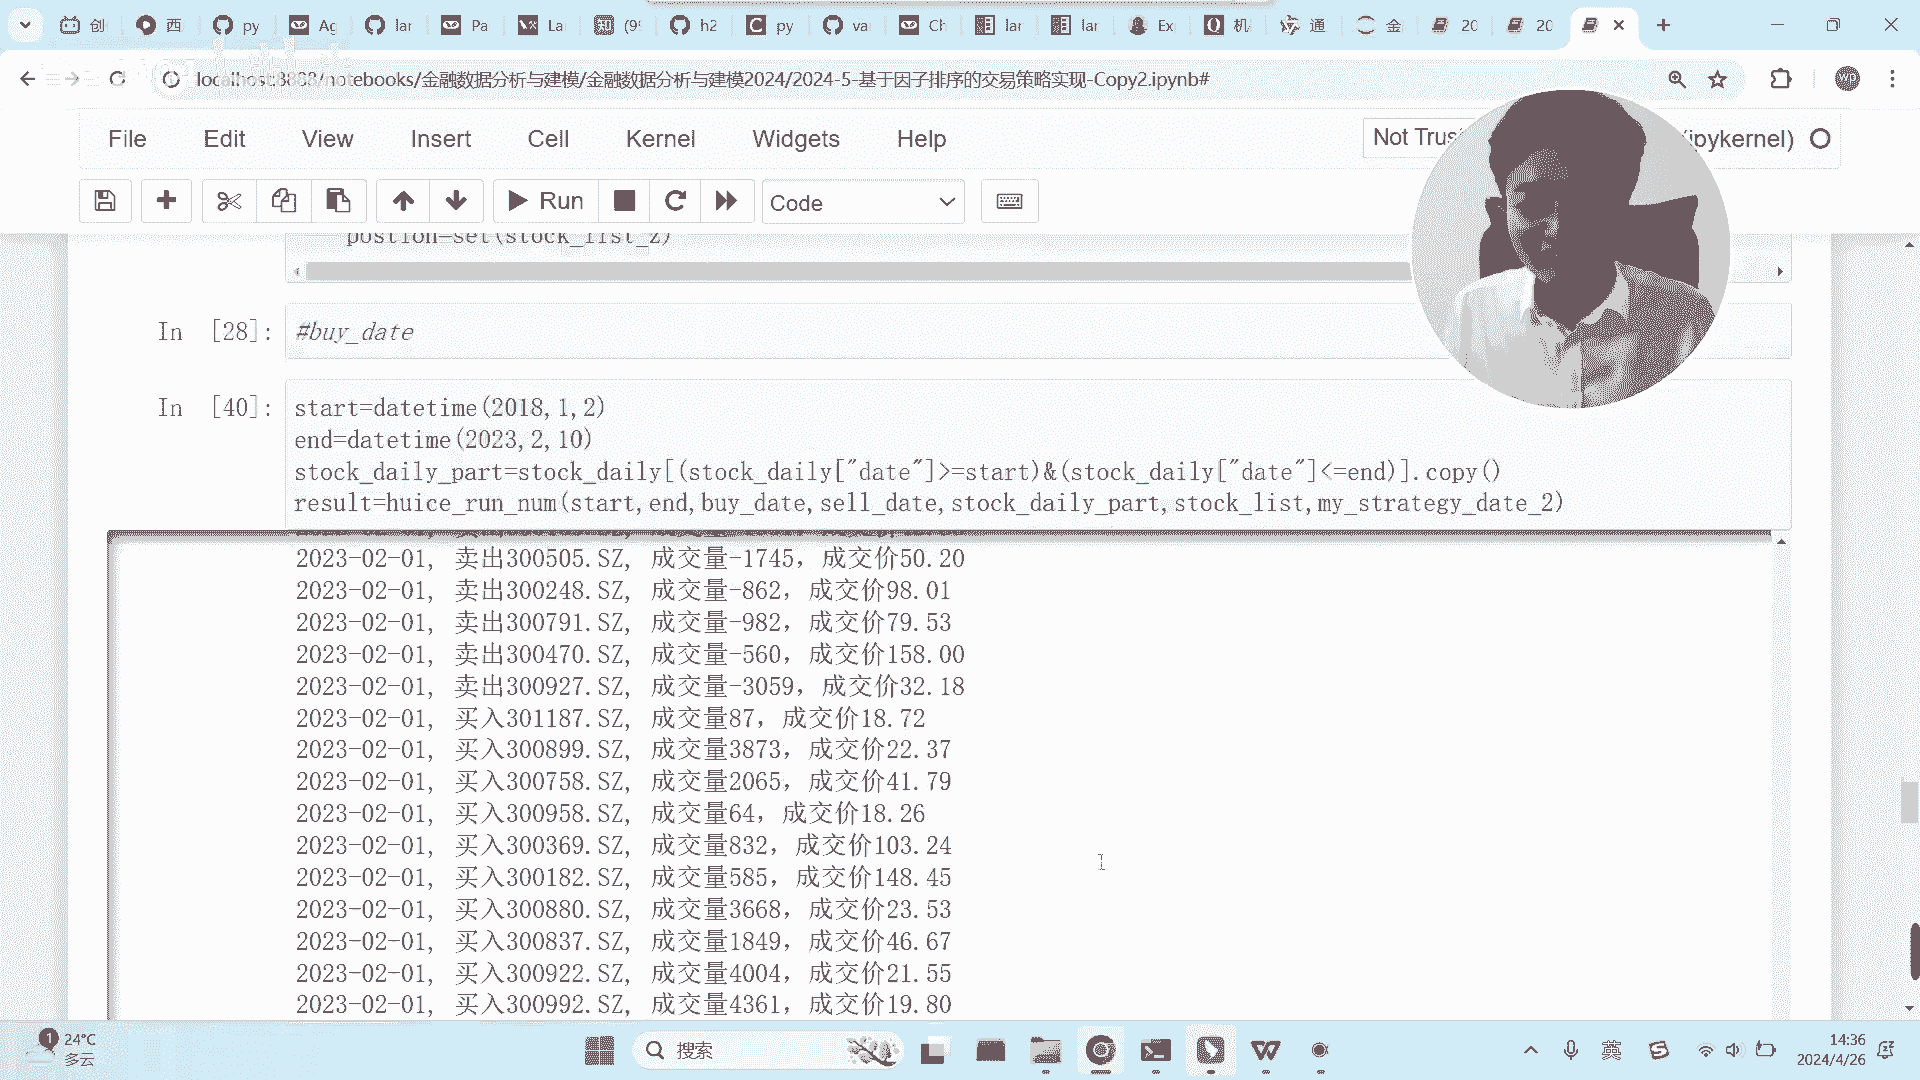 创
西
py
Ag
lar
Pa
La
(9
h2
py
va
Ch
lar
lar
Ex
机
通
金
20
20
localhost:8888/notebooks/金融数据分析与建模/金融数据分析与建模2024/2024-5-基于因子排序的交易策略实现-Copy2.ipynb#
wp
File Edit View Insert Cell Kernel Widgets Help
Not Trus
(ipykernel)
Run
Code
postion=set(stock_list_z)
In [28]: #buy_date
In [40]: start=datetime(2018,1,2)
end=datetime(2023,2,10)
stock_daily_part=stock_daily[(stock_daily["date"]>=start)&(stock_daily["date"]<=end)].copy()
result=huice_run_num(start,end,buy_date,sell_date,stock_daily_part,stock_list,my_strategy_date_2)
2023-02-01, 卖出300505.SZ, 成交量-1745，成交价50.20
2023-02-01, 卖出300248.SZ, 成交量-862，成交价98.01
2023-02-01, 卖出300791.SZ, 成交量-982，成交价79.53
2023-02-01, 卖出300470.SZ, 成交量-560，成交价158.00
2023-02-01, 卖出300927.SZ, 成交量-3059，成交价32.18
2023-02-01, 买入301187.SZ, 成交量87，成交价18.72
2023-02-01, 买入300899.SZ, 成交量3873，成交价22.37
2023-02-01, 买入300758.SZ, 成交量2065，成交价41.79
2023-02-01, 买入300958.SZ, 成交量64，成交价18.26
2023-02-01, 买入300369.SZ, 成交量832，成交价103.24
2023-02-01, 买入300182.SZ, 成交量585，成交价148.45
2023-02-01, 买入300880.SZ, 成交量3668，成交价23.53
2023-02-01, 买入300837.SZ, 成交量1849，成交价46.67
2023-02-01, 买入300922.SZ, 成交量4004，成交价21.55
2023-02-01, 买入300992.SZ, 成交量4361，成交价19.80
1
24°C
多云
搜索
英
14:36
2024/4/26